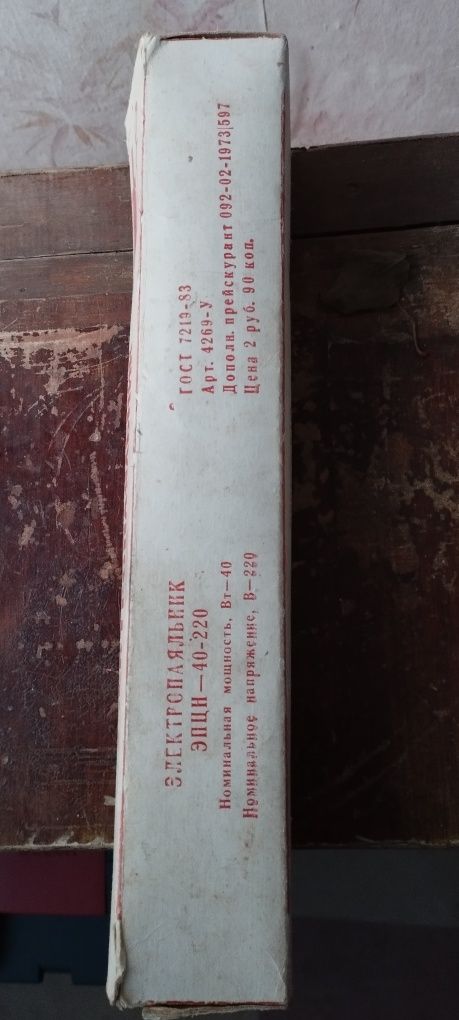 ЭЛЕКТРОПАЯЛЬНИК
ЭПЦН—40-220
Номинальная мощность, Вт—40
Номинальное напряжение, В—220
ГОСТ 7219-83
Арт. 4269-У
Дополн. прейскурант 092-02-1973|597
Цена 2 руб. 90 коп.